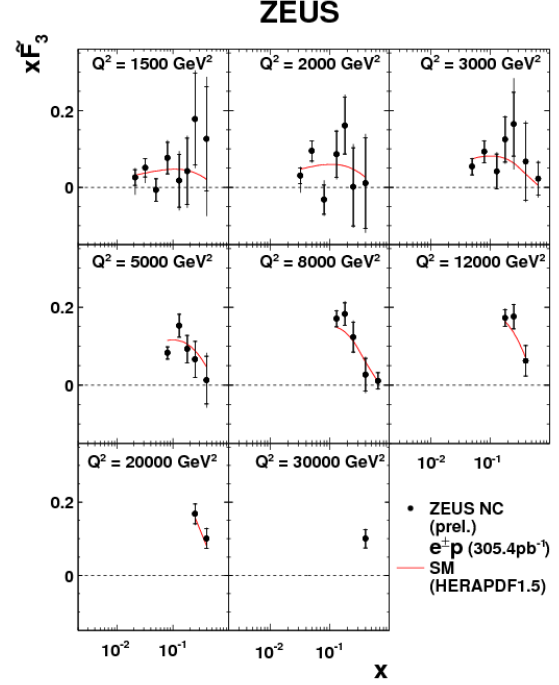 ZEUS
xF̃₃
Q² = 1500 GeV² Q² = 2000 GeV² Q² = 3000 GeV²
0.2
0
Q² = 5000 GeV² Q² = 8000 GeV² Q² = 12000 GeV²
0.2
0
10⁻² 10⁻¹
Q² = 20000 GeV² Q² = 30000 GeV²
0.2
0
ZEUS NC
(prel.)
e±p (305.4pb⁻¹)
SM
(HERAPDF1.5)
10⁻² 10⁻¹ 10⁻² 10⁻¹
x